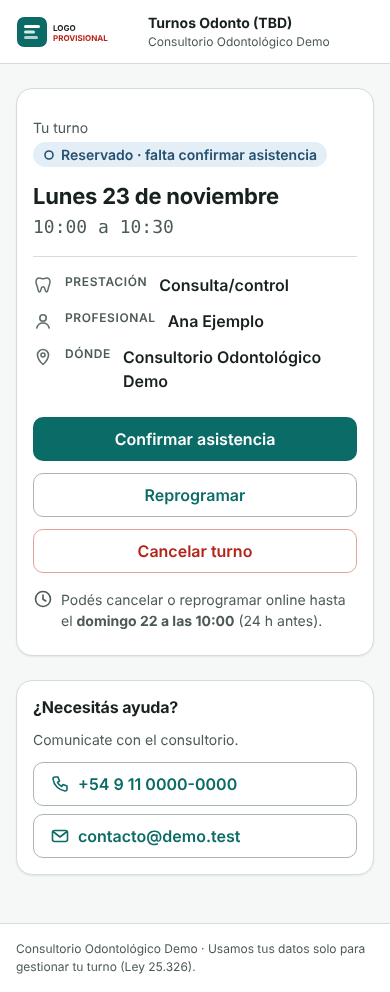 LOGO
PROVISIONAL
Turnos Odonto (TBD)
Consultorio Odontológico Demo
Tu turno
Reservado · falta confirmar asistencia
Lunes 23 de noviembre
10:00 a 10:30
PRESTACIÓN Consulta/control
PROFESIONAL Ana Ejemplo
DÓNDE Consultorio Odontológico
Demo
Confirmar asistencia
Reprogramar
Cancelar turno
Podés cancelar o reprogramar online hasta
el domingo 22 a las 10:00 (24 h antes).
¿Necesitás ayuda?
Comunicate con el consultorio.
+54 9 11 0000-0000
contacto@demo.test
Consultorio Odontológico Demo · Usamos tus datos solo para
gestionar tu turno (Ley 25.326).